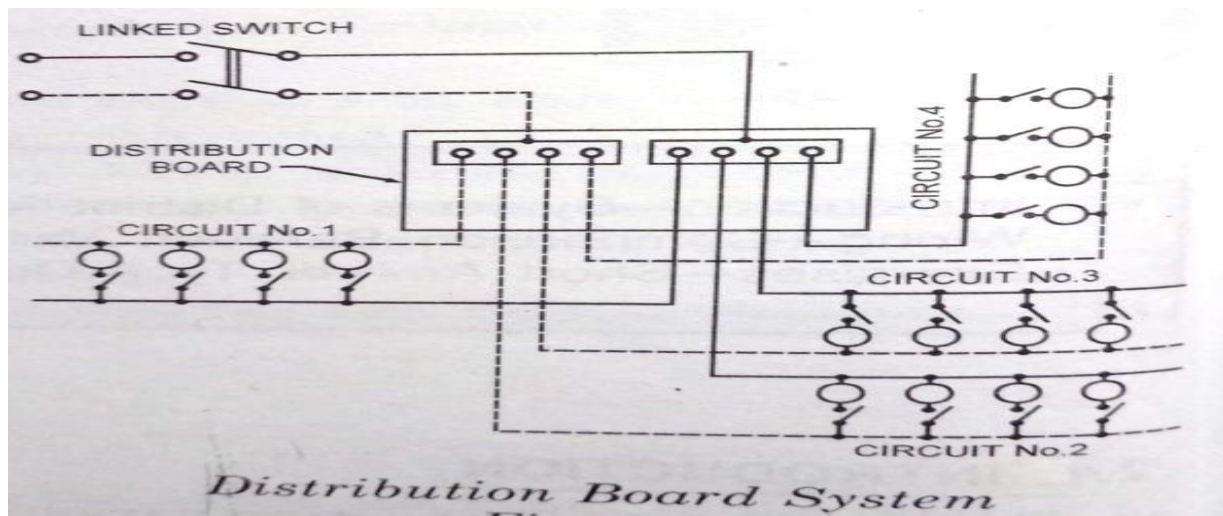 LINKED SWITCH
DISTRIBUTION
BOARD
CIRCUIT No.1
CIRCUIT No.4
CIRCUIT No.3
CIRCUIT No.2
Distribution Board System